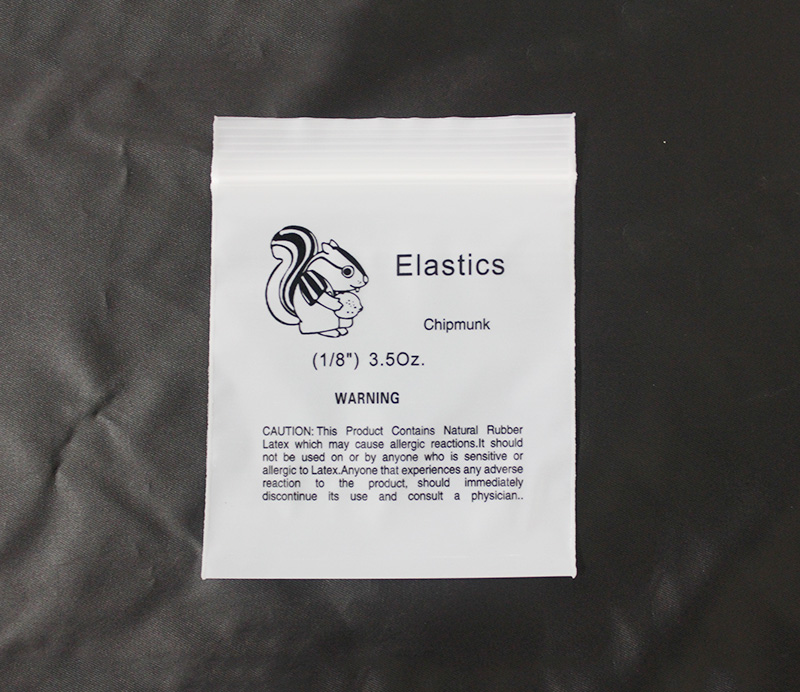 Elastics
Chipmunk
(1/8") 3.5Oz.
WARNING
CAUTION: This Product Contains Natural Rubber
Latex which may cause allergic reactions.It should
not be used on or by anyone who is sensitive or
allergic to Latex.Anyone that experiences any adverse
reaction to the product, should immediately
discontinue its use and consult a physician..